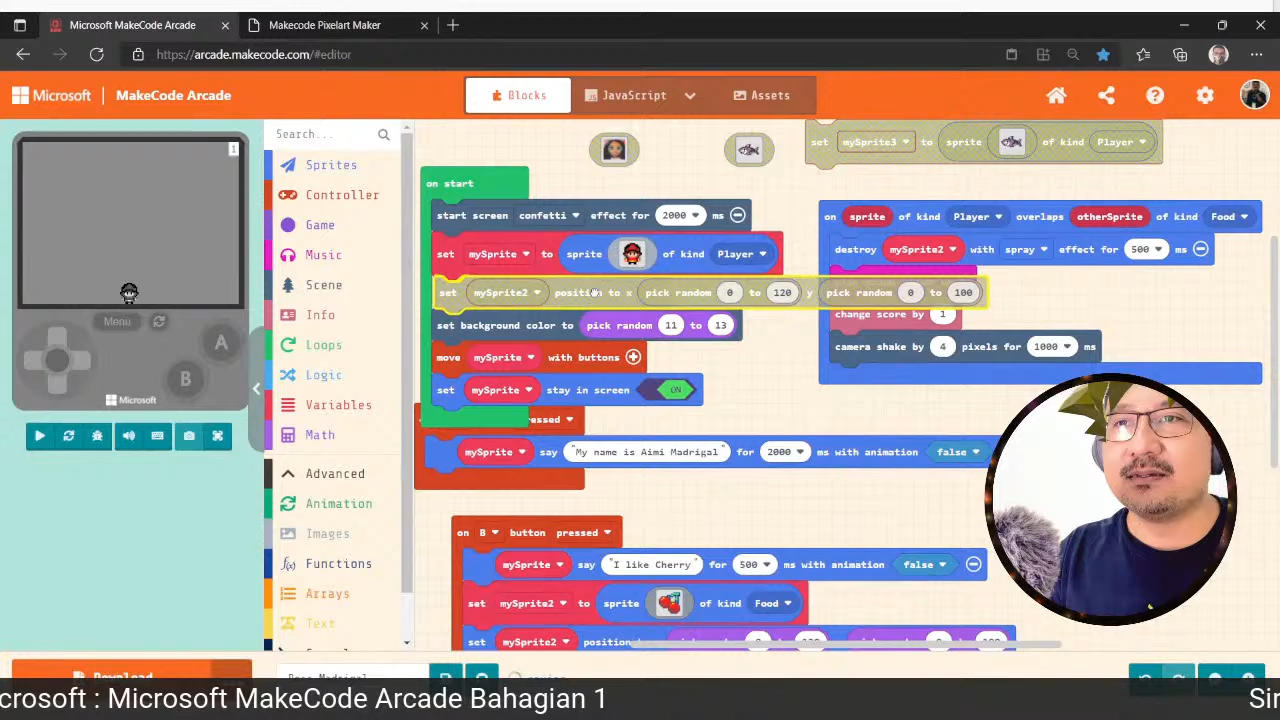 Microsoft MakeCode Arcade
Makecode Pixelart Maker
https://arcade.makecode.com/#editor
Microsoft
MakeCode Arcade
Blocks
JavaScript
Assets
1
Menu
A
B
Microsoft
Search...
Sprites
Controller
Game
Music
Scene
Info
Loops
Logic
Variables
Math
Advanced
Animation
Images
Functions
Arrays
Text
set mySprite3 to sprite of kind Player
on start
start screen confetti effect for 2000 ms
set mySprite to sprite of kind Player
set mySprite2 position to x pick random 0 to 120 y pick random 0 to 100
set background color to pick random 11 to 13
move mySprite with buttons
set mySprite stay in screen ON
on sprite of kind Player overlaps otherSprite of kind Food
destroy mySprite2 with spray effect for 500 ms
change score by 1
camera shake by 4 pixels for 1000 ms
pressed
mySprite say "My name is Aimi Madrigal" for 2000 ms with animation false
on B button pressed
mySprite say "I like Cherry" for 500 ms with animation false
set mySprite2 to sprite of kind Food
set mySprite2
Download
crosoft : Microsoft MakeCode Arcade Bahagian 1
Sir